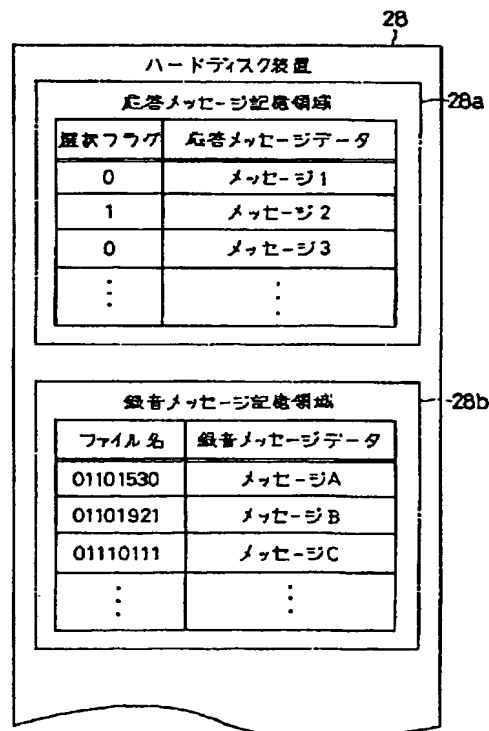 28
ハードディスク装置
応答メッセージ記憶領域
28a
選択フラグ 応答メッセージデータ
0 メッセージ1
1 メッセージ2
0 メッセージ3
⋮ ⋮
録音メッセージ記憶領域
28b
ファイル名 録音メッセージデータ
01101530 メッセージA
01101921 メッセージB
01110111 メッセージC
⋮ ⋮